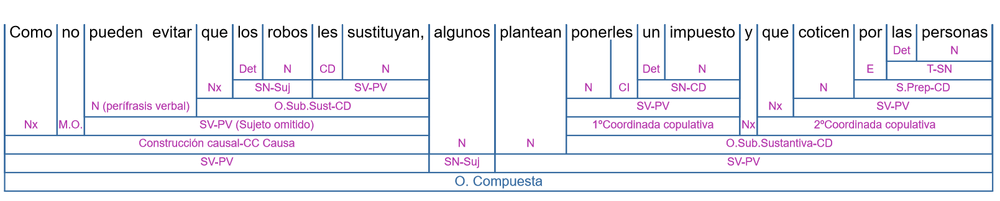 Como no pueden evitar que los robos les sustituyan, algunos plantean ponerles un impuesto y que coticen por las personas
Det N
Det N CD N Det N E T-SN
Nx SN-Suj SV-PV N CI SN-CD N S.Prep-CD
N (perífrasis verbal) O.Sub.Sust-CD SV-PV Nx SV-PV
Nx M.O. SV-PV (Sujeto omitido) 1ºCoordinada copulativa Nx 2ºCoordinada copulativa
Construcción causal-CC Causa N N O.Sub.Sustantiva-CD
SV-PV SN-Suj SV-PV
O. Compuesta